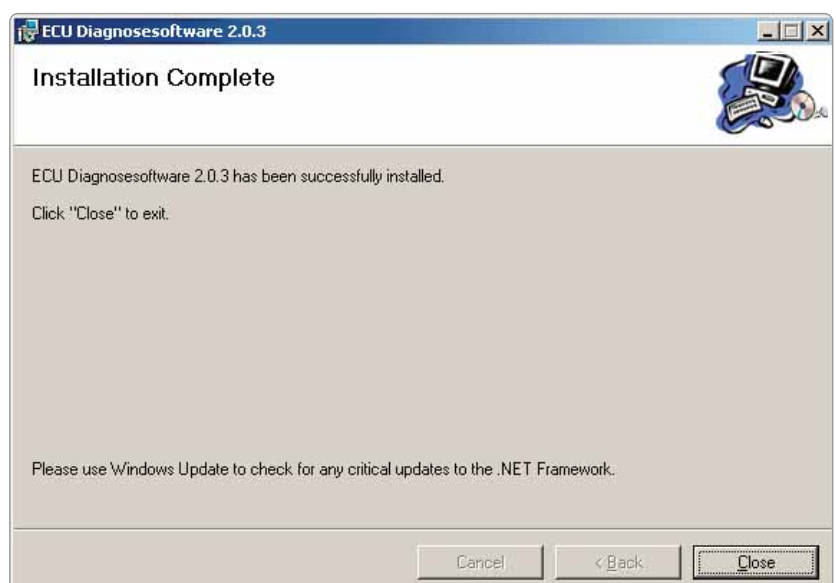 ECU Diagnosesoftware 2.0.3
Installation Complete
ECU Diagnosesoftware 2.0.3 has been successfully installed.
Click "Close" to exit.
Please use Windows Update to check for any critical updates to the .NET Framework.
Cancel
< Back
Close